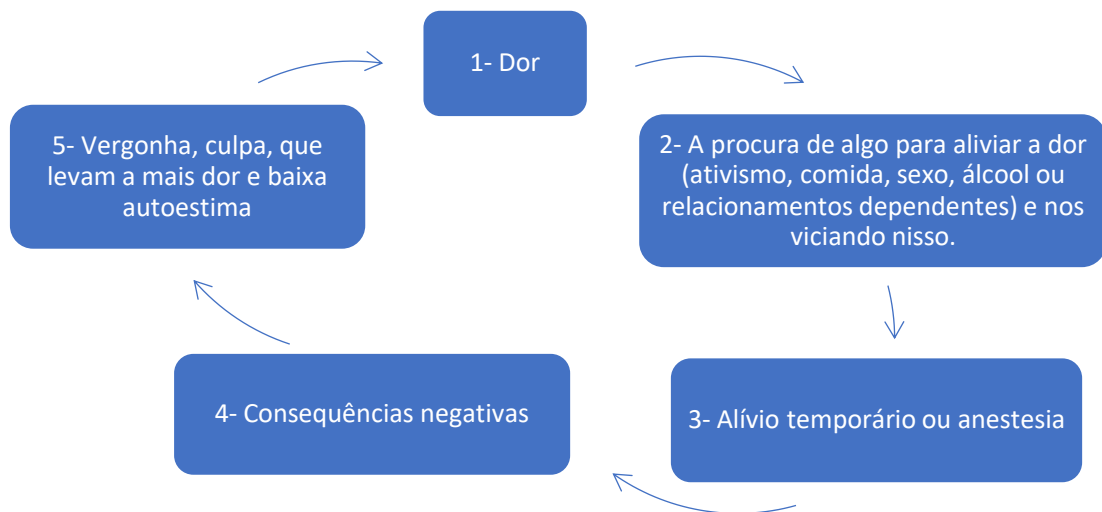 1- Dor
2- A procura de algo para aliviar a dor
(ativismo, comida, sexo, álcool ou
relacionamentos dependentes) e nos
viciando nisso.
3- Alívio temporário ou anestesia
4- Consequências negativas
5- Vergonha, culpa, que
levam a mais dor e baixa
autoestima